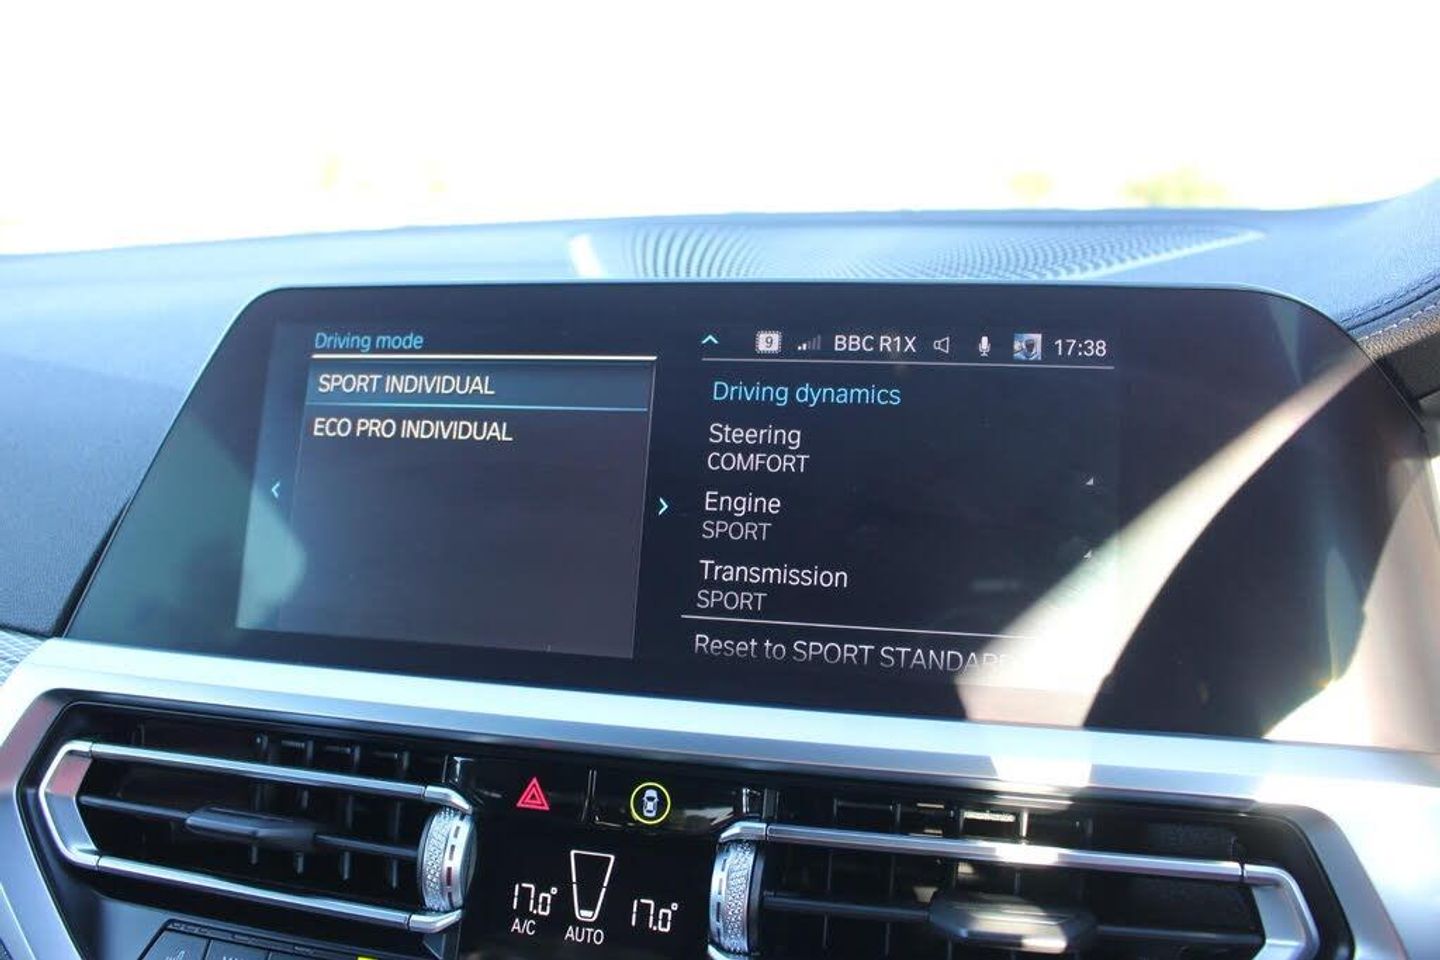 Driving mode
SPORT INDIVIDUAL
ECO PRO INDIVIDUAL
9 BBC R1X 17:38
Driving dynamics
Steering
COMFORT
Engine
SPORT
Transmission
SPORT
Reset to SPORT STANDARD
17.0° 17.0°
A/C AUTO